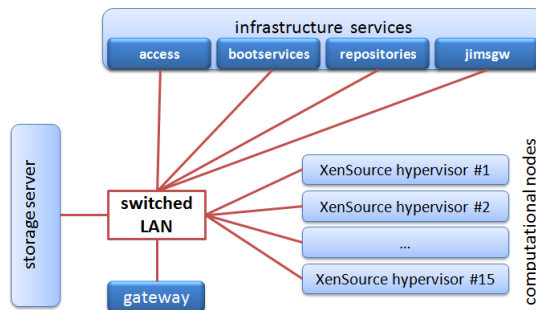 infrastructure services
access
bootservices
repositories
jimsgw
storage server
switched
LAN
XenSource hypervisor #1
XenSource hypervisor #2
...
XenSource hypervisor #15
computational nodes
gateway